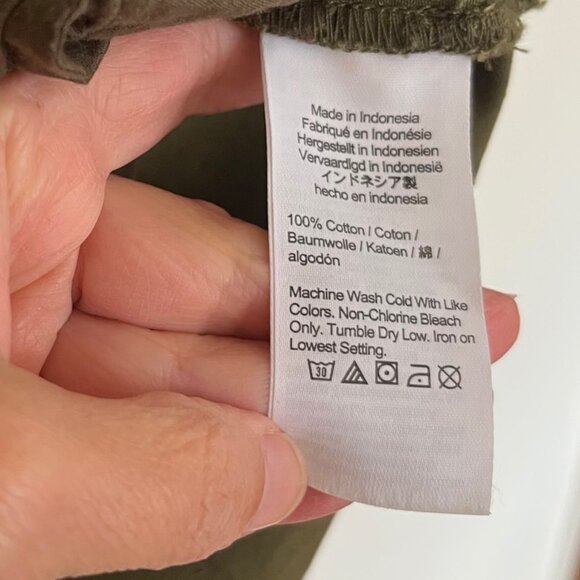 Made in Indonesia
Fabriqué en Indonésie
Hergestellt in Indonesien
Vervaardigd in Indonesië
インドネシア製
hecho en indonesia
100% Cotton / Coton /
Baumwolle / Katoen / 綿 /
algodón
Machine Wash Cold With Like
Colors. Non-Chlorine Bleach
Only. Tumble Dry Low. Iron on
Lowest Setting.
30